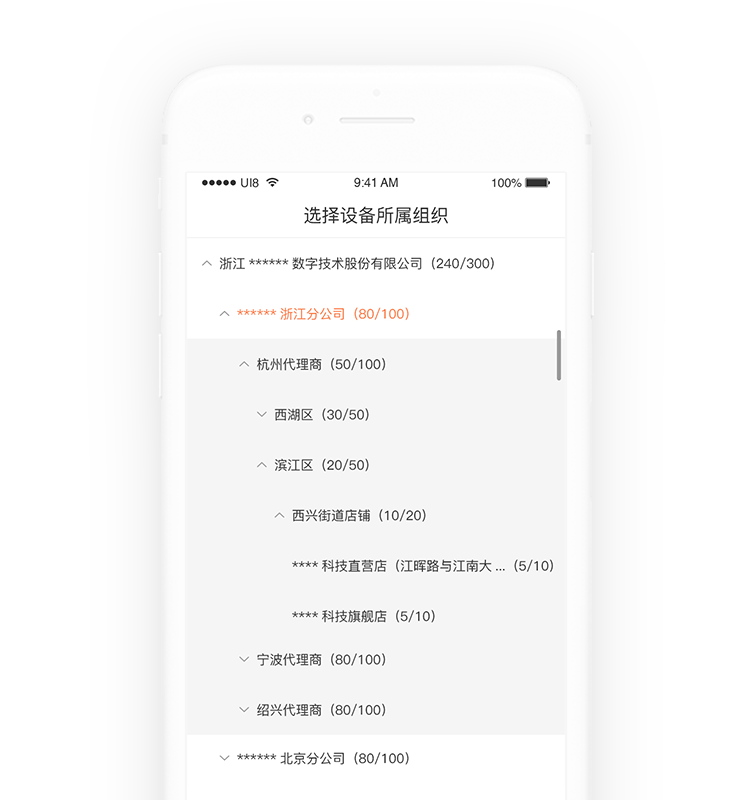 ●●●●● UI8 9:41 AM 100%
选择设备所属组织
浙江 ****** 数字技术股份有限公司（240/300）
****** 浙江分公司（80/100）
杭州代理商（50/100）
西湖区（30/50）
滨江区（20/50）
西兴街道店铺（10/20）
**** 科技直营店（江晖路与江南大 ...（5/10）
**** 科技旗舰店（5/10）
宁波代理商（80/100）
绍兴代理商（80/100）
****** 北京分公司（80/100）